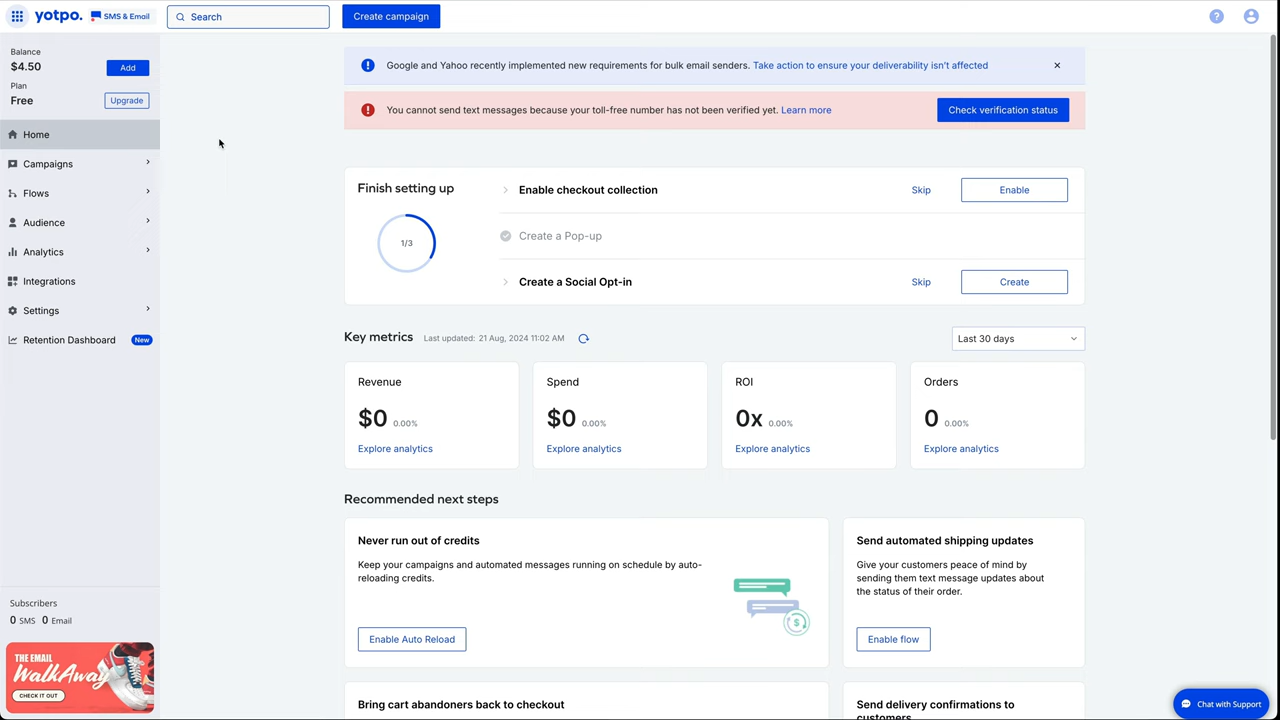 yotpo. SMS & Email
Search
Create campaign
Balance
$4.50
Add
Plan
Free
Upgrade
Home
Campaigns
Flows
Audience
Analytics
Integrations
Settings
Retention Dashboard New
Subscribers
0 SMS 0 Email
THE EMAIL
WalkAway
CHECK IT OUT
Google and Yahoo recently implemented new requirements for bulk email senders. Take action to ensure your deliverability isn't affected
You cannot send text messages because your toll-free number has not been verified yet. Learn more
Check verification status
Finish setting up
1/3
Enable checkout collection
Skip
Enable
Create a Pop-up
Create a Social Opt-in
Skip
Create
Key metrics
Last updated: 21 Aug, 2024 11:02 AM
Last 30 days
Revenue
$0 0.00%
Explore analytics
Spend
$0 0.00%
Explore analytics
ROI
0x 0.00%
Explore analytics
Orders
0 0.00%
Explore analytics
Recommended next steps
Never run out of credits
Keep your campaigns and automated messages running on schedule by auto-
reloading credits.
Enable Auto Reload
Send automated shipping updates
Give your customers peace of mind by
sending them text message updates about
the status of their order.
Enable flow
Bring cart abandoners back to checkout
Send delivery confirmations to
customers
Chat with Support